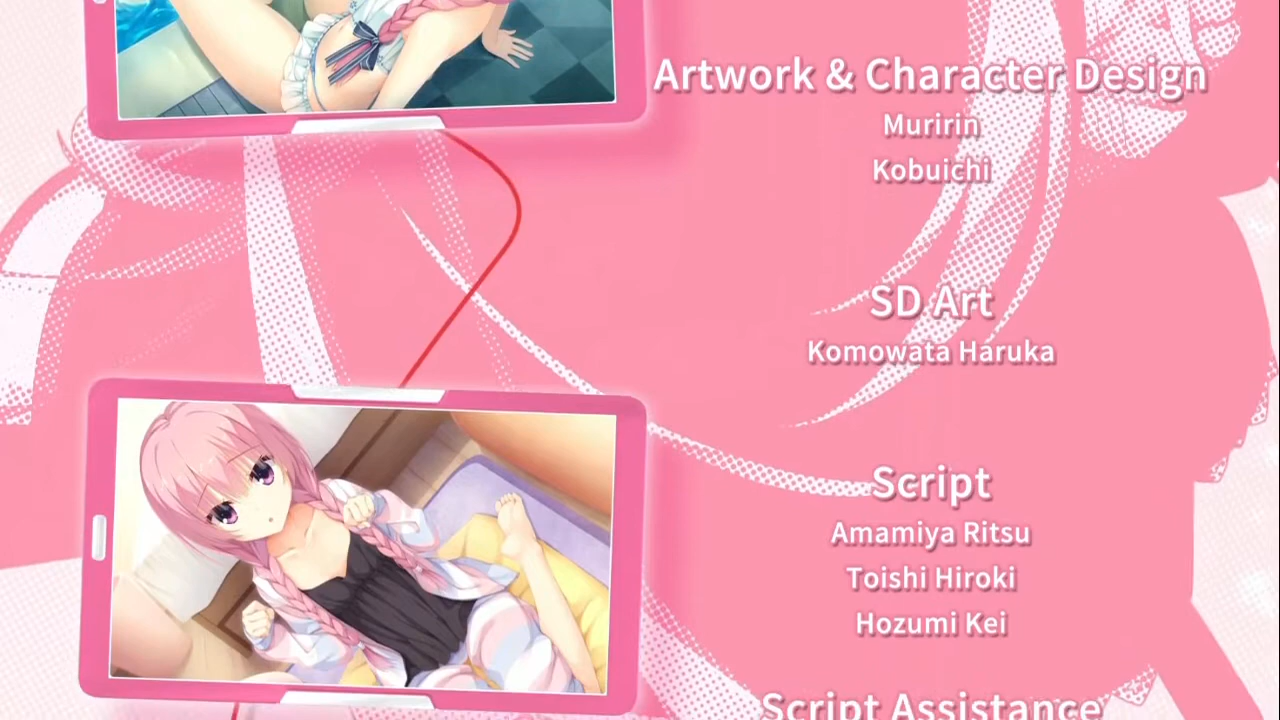 Artwork & Character Design
Muririn
Kobuichi
SD Art
Komowata Haruka
Script
Amamiya Ritsu
Toishi Hiroki
Hozumi Kei
Script Assistance